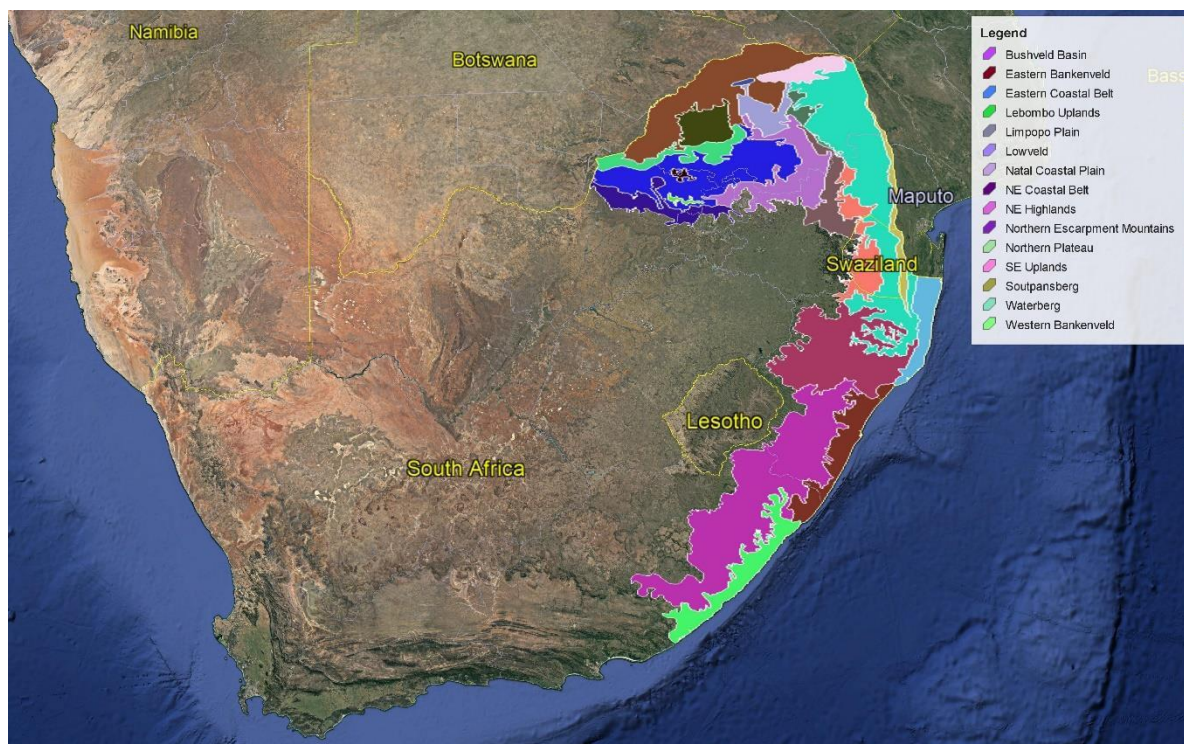 Namibia
Botswana
Maputo
Swaziland
Lesotho
South Africa
Legend
Bushveld Basin
Eastern Bankenveld
Eastern Coastal Belt
Lebombo Uplands
Limpopo Plain
Lowveld
Natal Coastal Plain
NE Coastal Belt
NE Highlands
Northern Escarpment Mountains
Northern Plateau
SE Uplands
Soutpansberg
Waterberg
Western Bankenveld
Bass